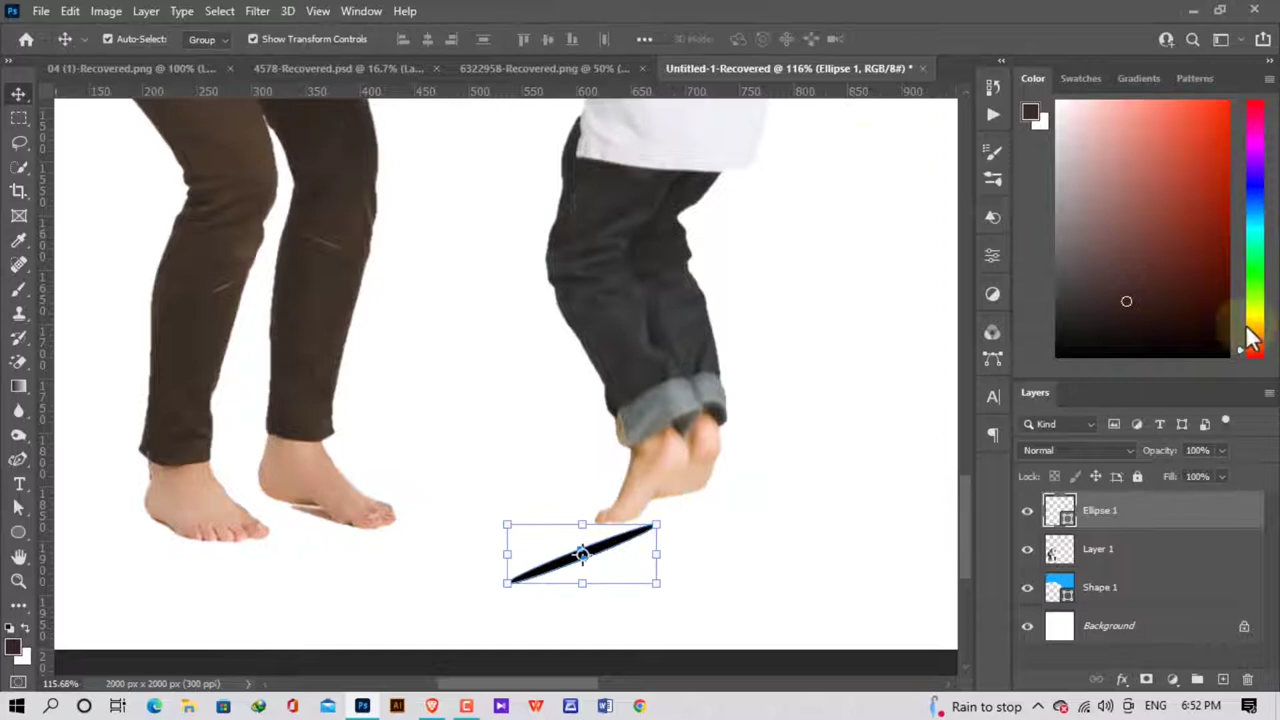 Ps File Edit Image Layer Type Select Filter 3D View Window Help
Auto-Select: Group Show Transform Controls ••• 3D Mode:
04 (1)-Recovered.png @ 100% (L... × 4578-Recovered.psd @ 16.7% (La... × 6322958-Recovered.png @ 50% (... × Untitled-1-Recovered @ 116% (Ellipse 1, RGB/8#) * ×
150 200 250 300 350 400 450 500 550 600 650 700 750 800 850 900
Color Swatches Gradients Patterns
Layers
Kind
Normal Opacity: 100%
Lock: Fill: 100%
Ellipse 1
Layer 1
Shape 1
Background
115.68% 2000 px x 2000 px (300 ppi)
Rain to stop ENG 6:52 PM